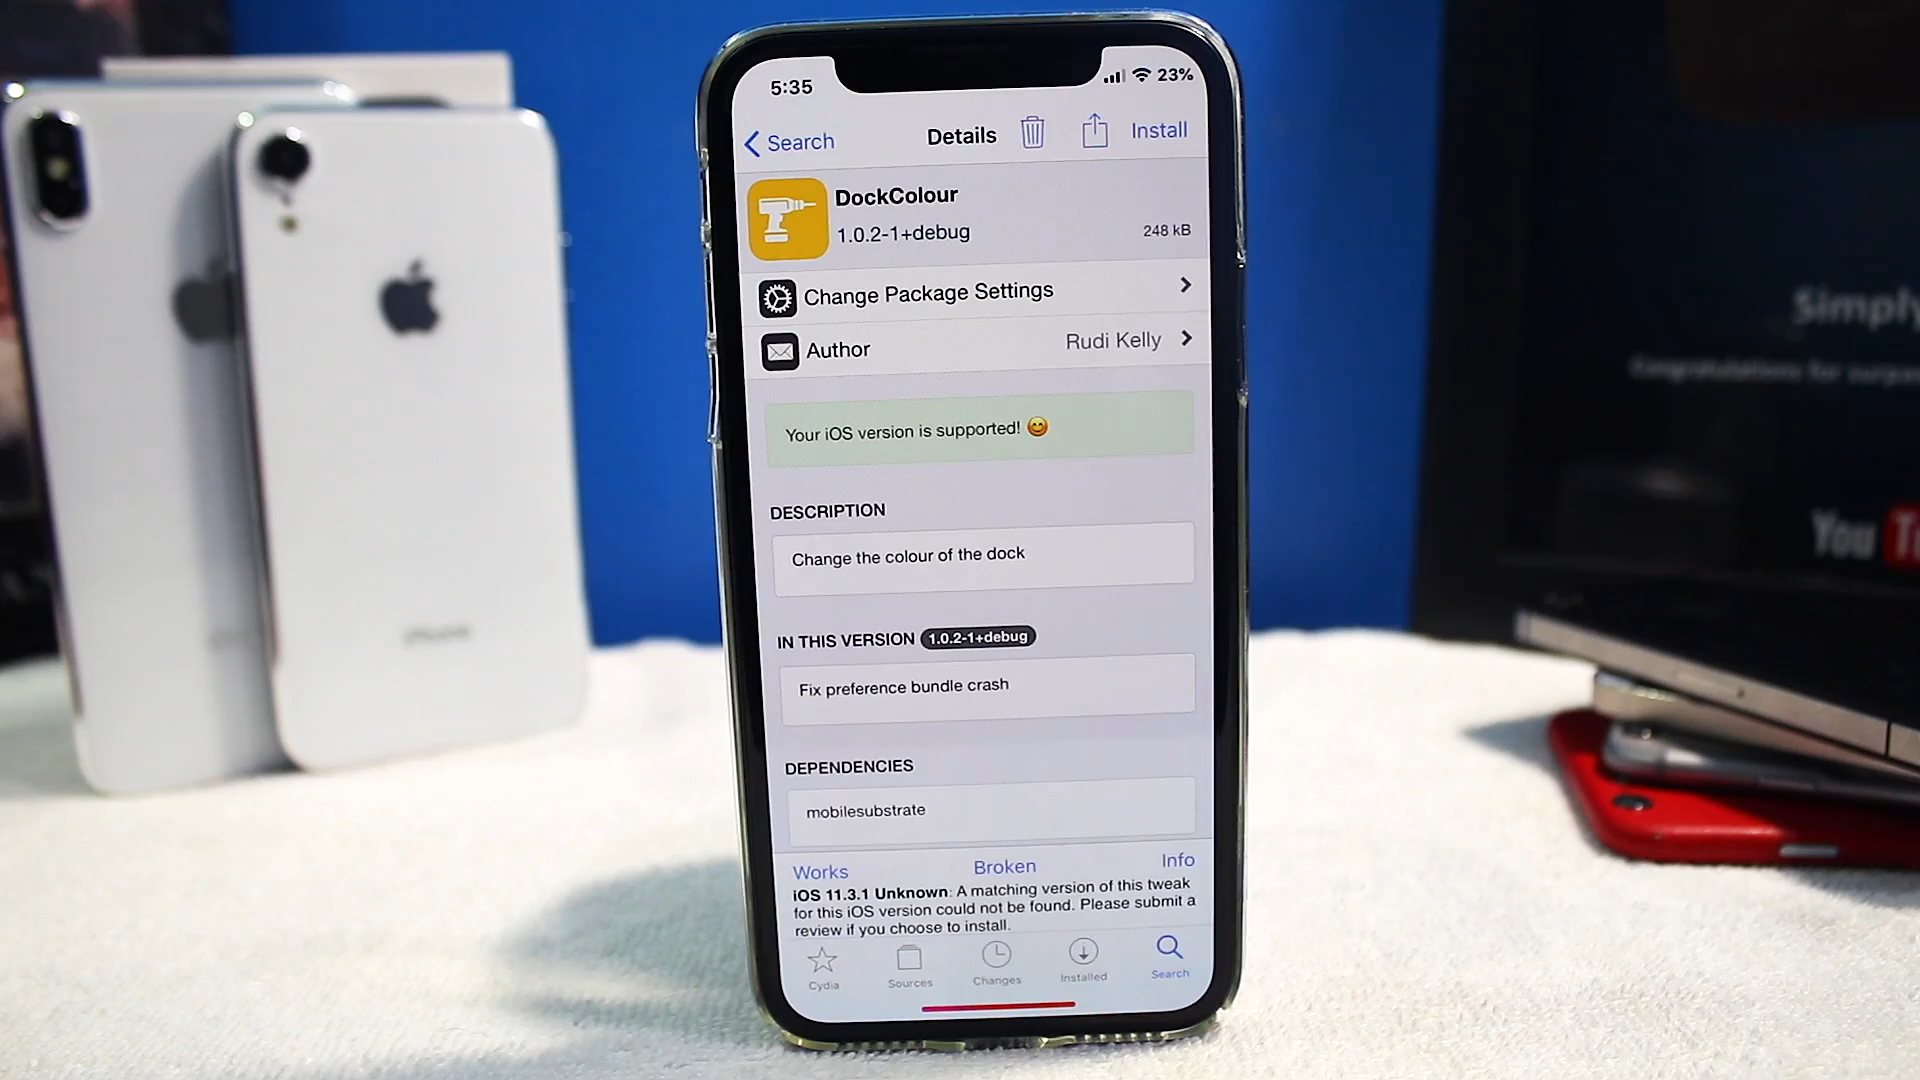 5:35
23%
Search
Details
Install
DockColour
1.0.2-1+debug
248 kB
Change Package Settings
Author
Rudi Kelly
Your iOS version is supported! 😊
DESCRIPTION
Change the colour of the dock
IN THIS VERSION 1.0.2-1+debug
Fix preference bundle crash
DEPENDENCIES
mobilesubstrate
Works
Broken
Info
iOS 11.3.1 Unknown: A matching version of this tweak
for this iOS version could not be found. Please submit a
review if you choose to install.
Cydia
Sources
Changes
Installed
Search
iPhone
Simply
Congratulations for
You